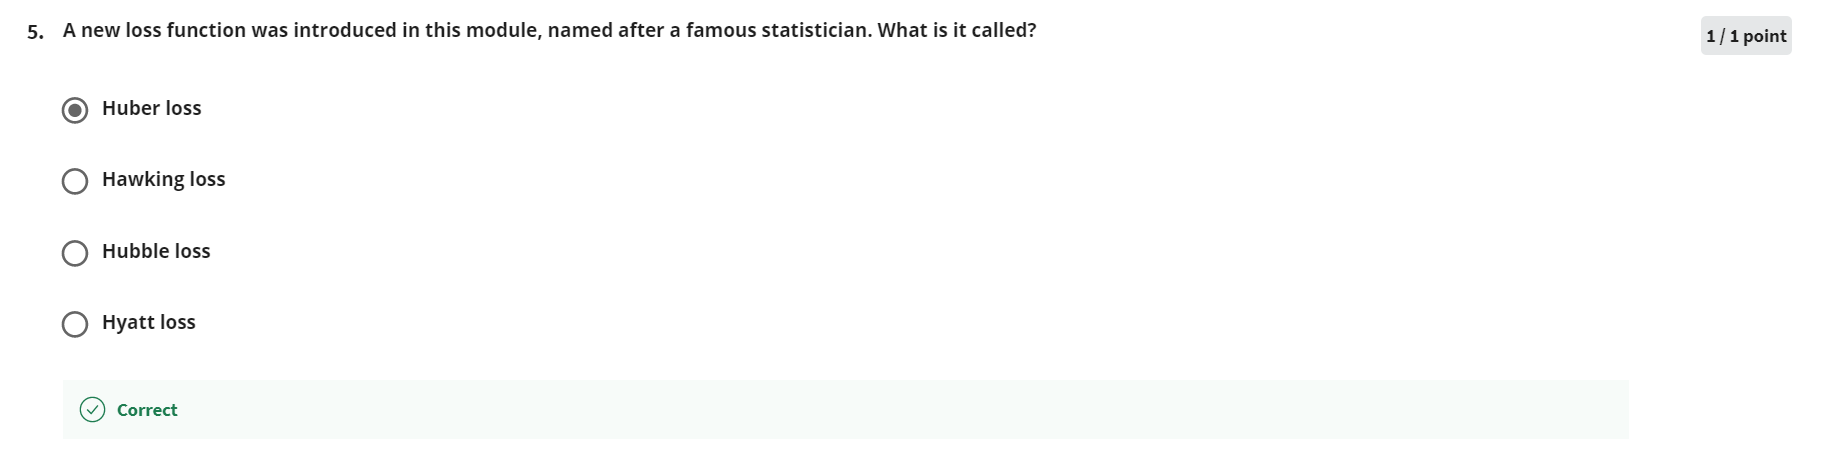 5. A new loss function was introduced in this module, named after a famous statistician. What is it called?
1 / 1 point
Huber loss
Hawking loss
Hubble loss
Hyatt loss
Correct